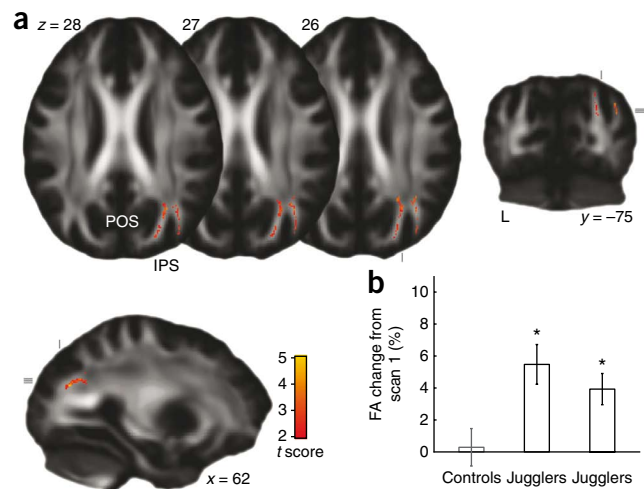 a
z = 28
27
26
POS
IPS
L
y = –75
5
4
3
2
t score
x = 62
b
FA change from
scan 1 (%)
10
8
6
4
2
0
*
*
Controls Jugglers Jugglers